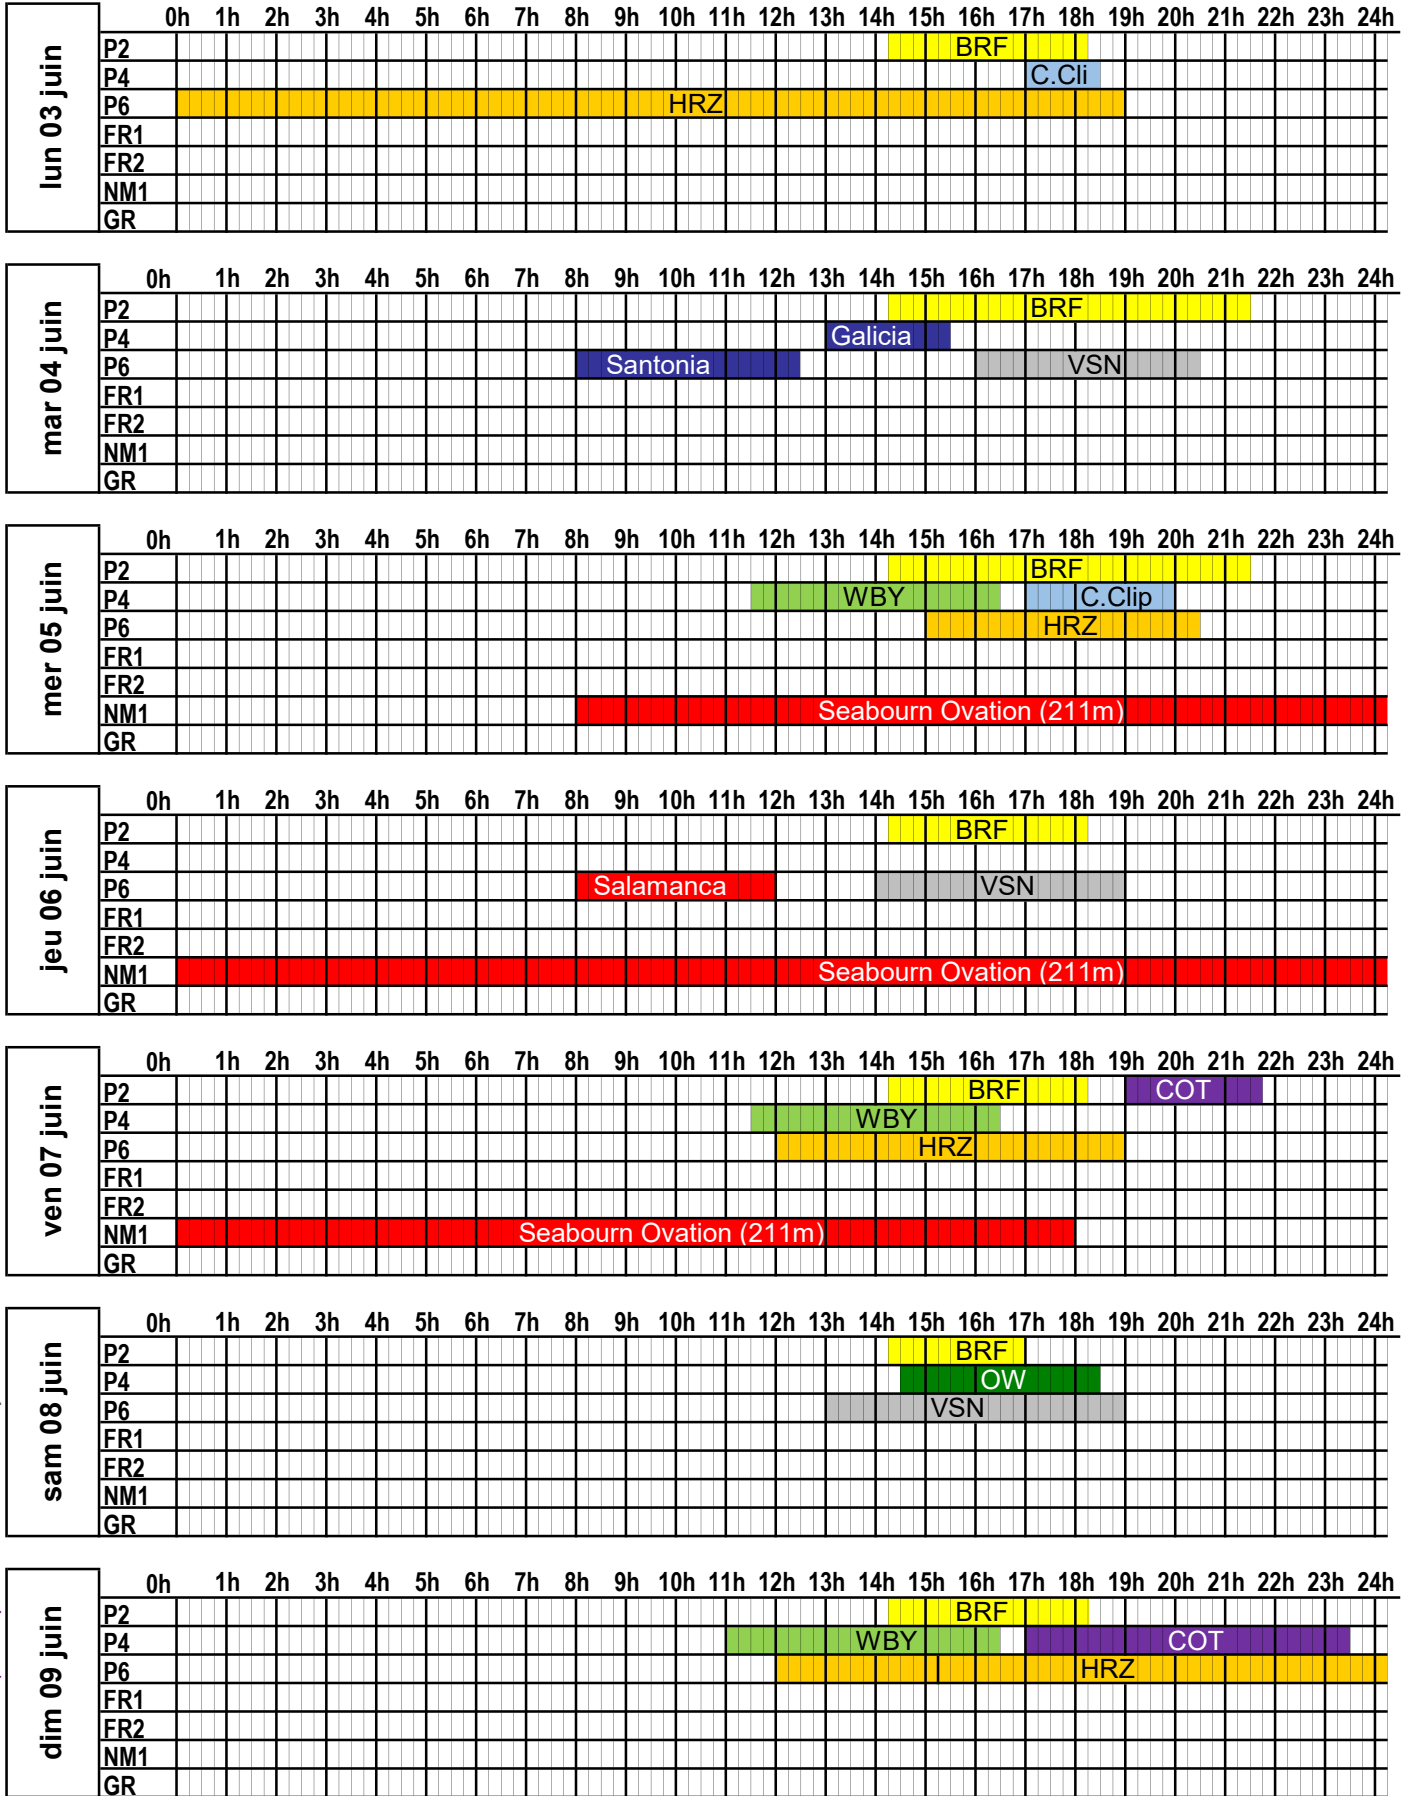 0h 1h 2h 3h 4h 5h 6h 7h 8h 9h 10h 11h 12h 13h 14h 15h 16h 17h 18h 19h 20h 21h 22h 23h 24h
lun 03 juin
P2 BRF
P4 C.Cli
P6 HRZ
FR1
FR2
NM1
GR
0h 1h 2h 3h 4h 5h 6h 7h 8h 9h 10h 11h 12h 13h 14h 15h 16h 17h 18h 19h 20h 21h 22h 23h 24h
mar 04 juin
P2 BRF
P4 Galicia
P6 Santonia VSN
FR1
FR2
NM1
GR
0h 1h 2h 3h 4h 5h 6h 7h 8h 9h 10h 11h 12h 13h 14h 15h 16h 17h 18h 19h 20h 21h 22h 23h 24h
mer 05 juin
P2 BRF
P4 WBY C.Clip
P6 HRZ
FR1
FR2
NM1 Seabourn Ovation (211m)
GR
0h 1h 2h 3h 4h 5h 6h 7h 8h 9h 10h 11h 12h 13h 14h 15h 16h 17h 18h 19h 20h 21h 22h 23h 24h
jeu 06 juin
P2 BRF
P4
P6 Salamanca VSN
FR1
FR2
NM1 Seabourn Ovation (211m)
GR
0h 1h 2h 3h 4h 5h 6h 7h 8h 9h 10h 11h 12h 13h 14h 15h 16h 17h 18h 19h 20h 21h 22h 23h 24h
ven 07 juin
P2 BRF COT
P4 WBY
P6 HRZ
FR1
FR2
NM1 Seabourn Ovation (211m)
GR
0h 1h 2h 3h 4h 5h 6h 7h 8h 9h 10h 11h 12h 13h 14h 15h 16h 17h 18h 19h 20h 21h 22h 23h 24h
sam 08 juin
P2 BRF
P4 OW
P6 VSN
FR1
FR2
NM1
GR
0h 1h 2h 3h 4h 5h 6h 7h 8h 9h 10h 11h 12h 13h 14h 15h 16h 17h 18h 19h 20h 21h 22h 23h 24h
dim 09 juin
P2 BRF
P4 WBY COT
P6 HRZ
FR1
FR2
NM1
GR